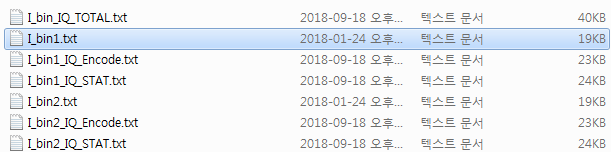 I_bin_IQ_TOTAL.txt 2018-09-18 오후... 텍스트 문서 40KB
I_bin1.txt 2018-01-24 오후... 텍스트 문서 19KB
I_bin1_IQ_Encode.txt 2018-09-18 오후... 텍스트 문서 23KB
I_bin1_IQ_STAT.txt 2018-09-18 오후... 텍스트 문서 24KB
I_bin2.txt 2018-01-24 오후... 텍스트 문서 19KB
I_bin2_IQ_Encode.txt 2018-09-18 오후... 텍스트 문서 23KB
I_bin2_IQ_STAT.txt 2018-09-18 오후... 텍스트 문서 24KB